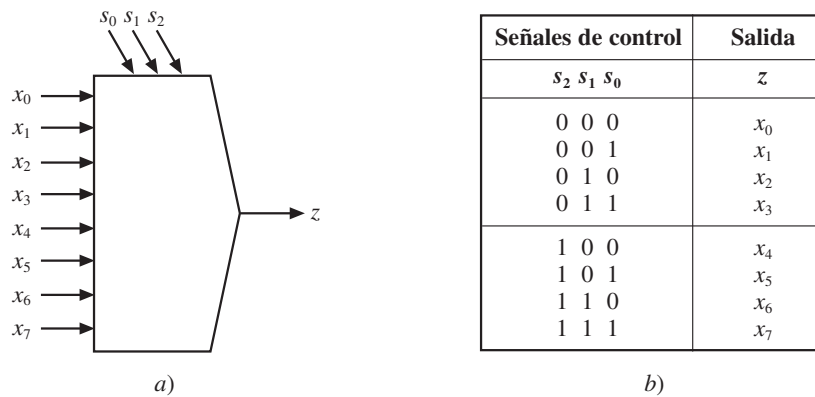 s0 s1 s2
x0
x1
x2
x3
x4
x5
x6
x7
z
a)
Señales de control Salida
s2 s1 s0 z
0 0 0 x0
0 0 1 x1
0 1 0 x2
0 1 1 x3
1 0 0 x4
1 0 1 x5
1 1 0 x6
1 1 1 x7
b)